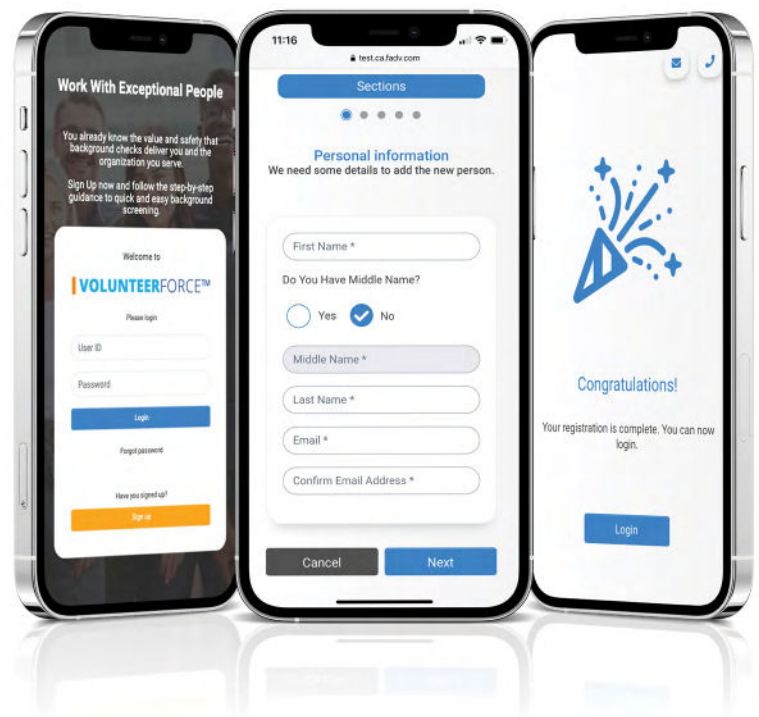 Work With Exceptional People
You already know the value and safety that
background checks deliver you and the
organization you serve.
Sign Up now and follow the step-by-step
guidance to quick and easy background
screening.
Welcome to
VOLUNTEERFORCE™
Please login
User ID
Password
Login
Forgot password
Have you signed up?
Sign up
11:16
test.ca.fadv.com
Sections
Personal information
We need some details to add the new person.
First Name *
Do You Have Middle Name?
Yes No
Middle Name *
Last Name *
Email *
Confirm Email Address *
Cancel Next
Congratulations!
Your registration is complete. You can now
login.
Login